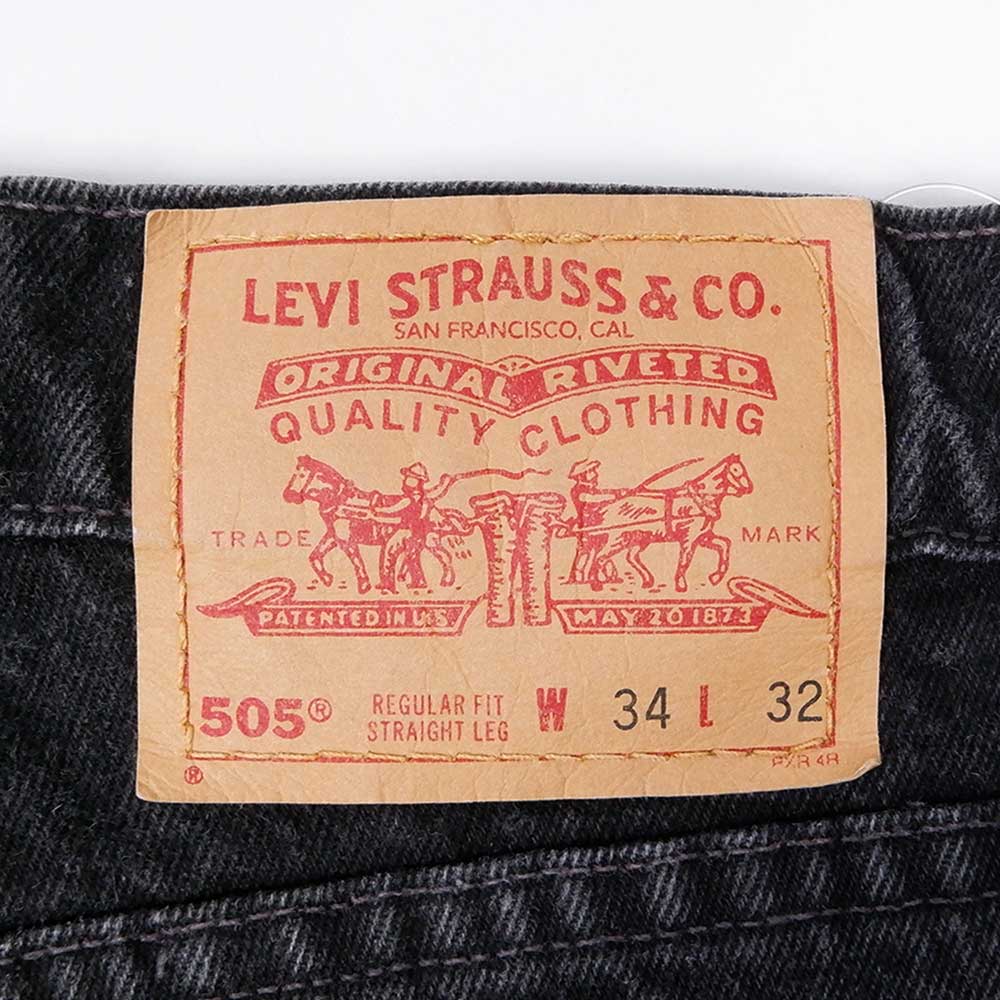 LEVI STRAUSS & CO.
SAN FRANCISCO, CAL
ORIGINAL RIVETED
QUALITY CLOTHING
TRADE MARK
PATENTED IN U.S. MAY 20 1873
505® REGULAR FIT W 34 L 32
STRAIGHT LEG
®